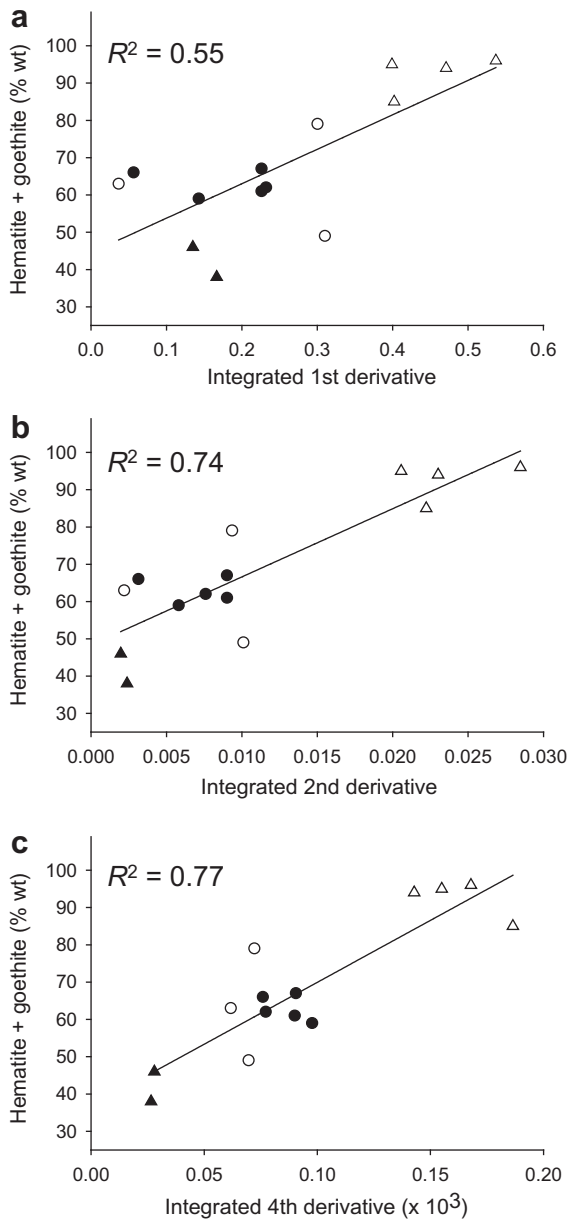 a
R² = 0.55
Hematite + goethite (% wt)
100
90
80
70
60
50
40
30
0.0 0.1 0.2 0.3 0.4 0.5 0.6
Integrated 1st derivative
b
R² = 0.74
Hematite + goethite (% wt)
100
90
80
70
60
50
40
30
0.000 0.005 0.010 0.015 0.020 0.025 0.030
Integrated 2nd derivative
c
R² = 0.77
Hematite + goethite (% wt)
100
90
80
70
60
50
40
30
0.00 0.05 0.10 0.15 0.20
Integrated 4th derivative (x 10³)